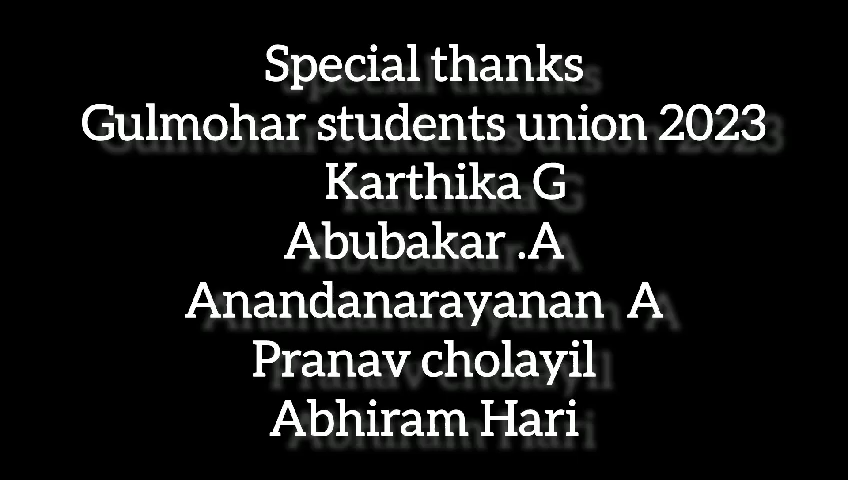 Special thanks
Gulmohar students union 2023
Karthika G
Abubakar .A
Anandanarayanan A
Pranav cholayil
Abhiram Hari